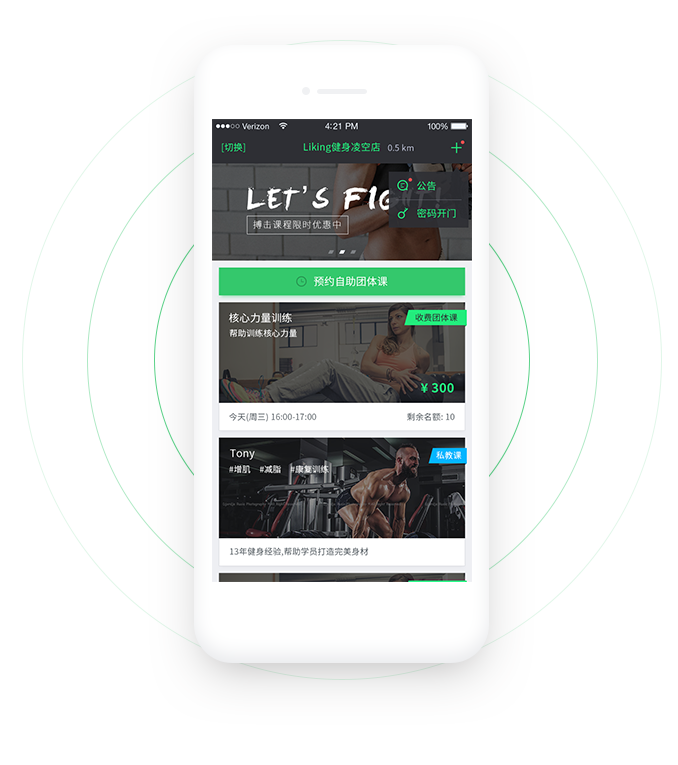 Verizon 4:21 PM 100%
[切换] Liking健身凌空店 0.5 km
LET'S FIGHT!
公告
搏击课程限时优惠中
密码开门
预约自助团体课
核心力量训练
收费团体课
帮助训练核心力量
¥ 300
今天(周三) 16:00-17:00 剩余名额: 10
Tony
私教课
#增肌 #减脂 #康复训练
13年健身经验,帮助学员打造完美身材